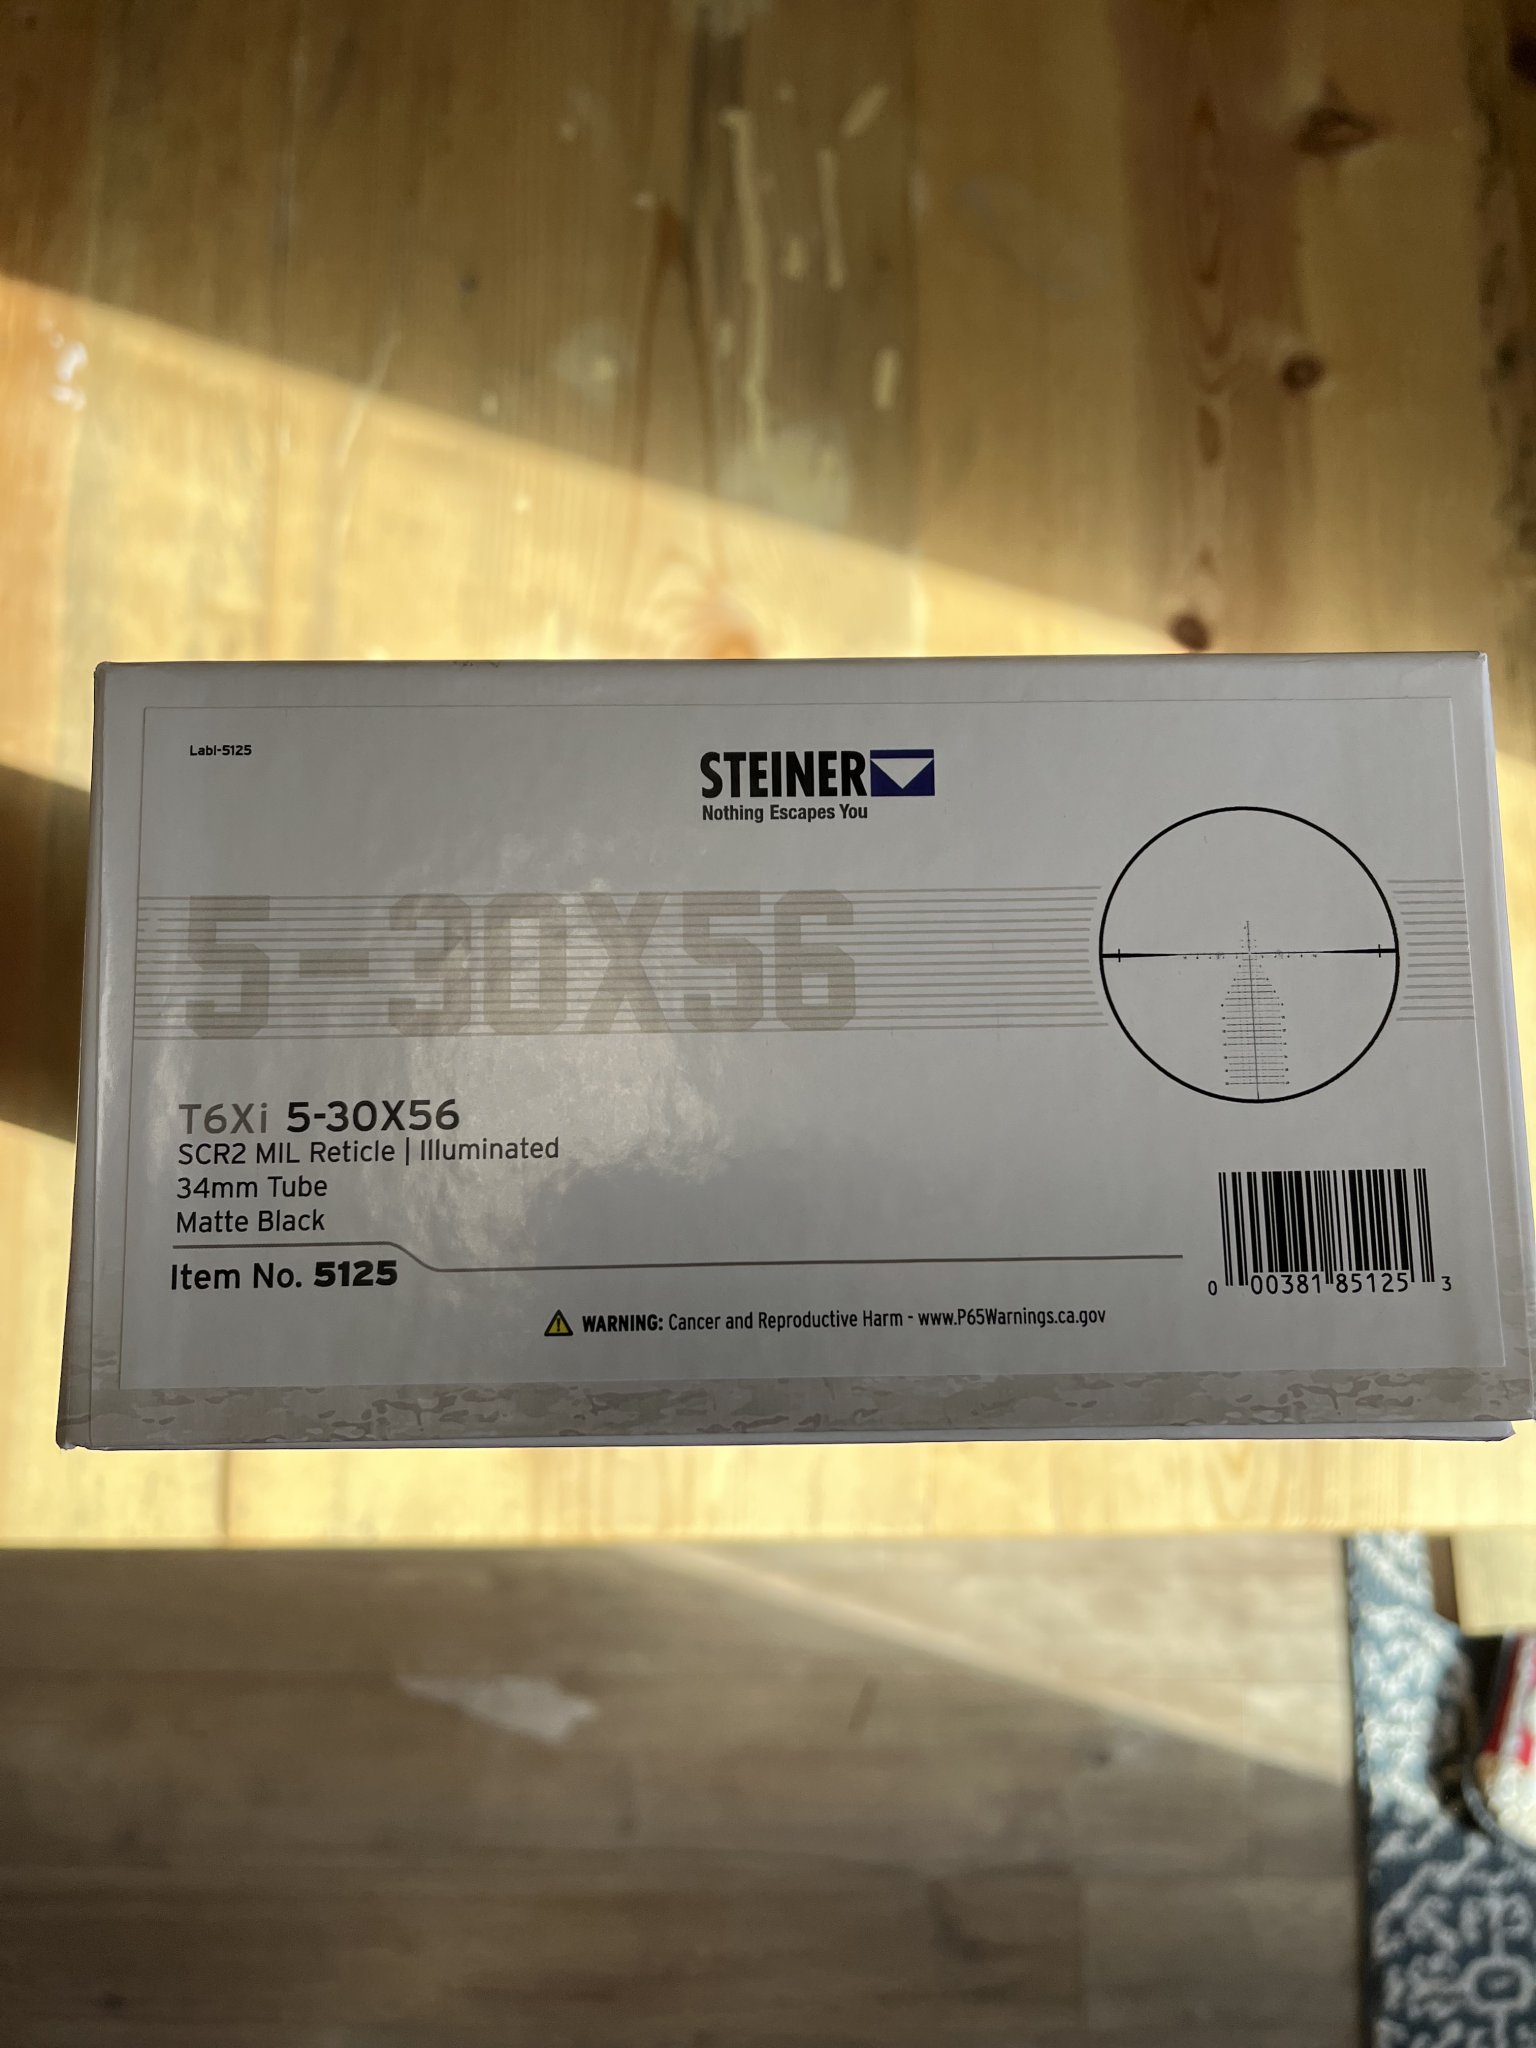 Labl-5125
STEINER
Nothing Escapes You
5-30X56
T6Xi 5-30X56
SCR2 MIL Reticle | Illuminated
34mm Tube
Matte Black
Item No. 5125
0 00381 85125 3
WARNING: Cancer and Reproductive Harm - www.P65Warnings.ca.gov